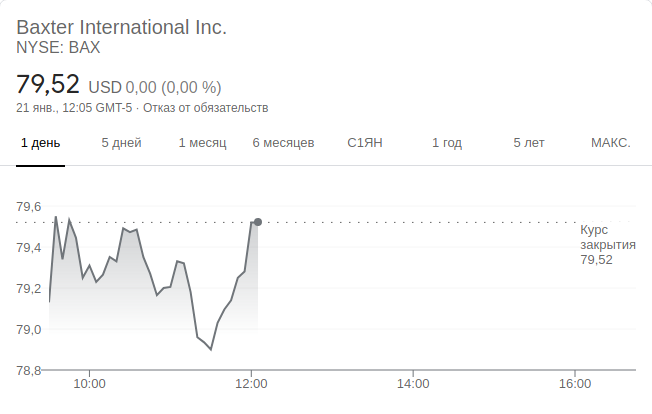 Baxter International Inc.
NYSE: BAX
79,52 USD 0,00 (0,00 %)
21 янв., 12:05 GMT-5 · Отказ от обязательств
1 день 5 дней 1 месяц 6 месяцев С1ЯН 1 год 5 лет МАКС.
79,6
Курс
79,4 закрытия
79,52
79,2
79,0
78,8
10:00 12:00 14:00 16:00